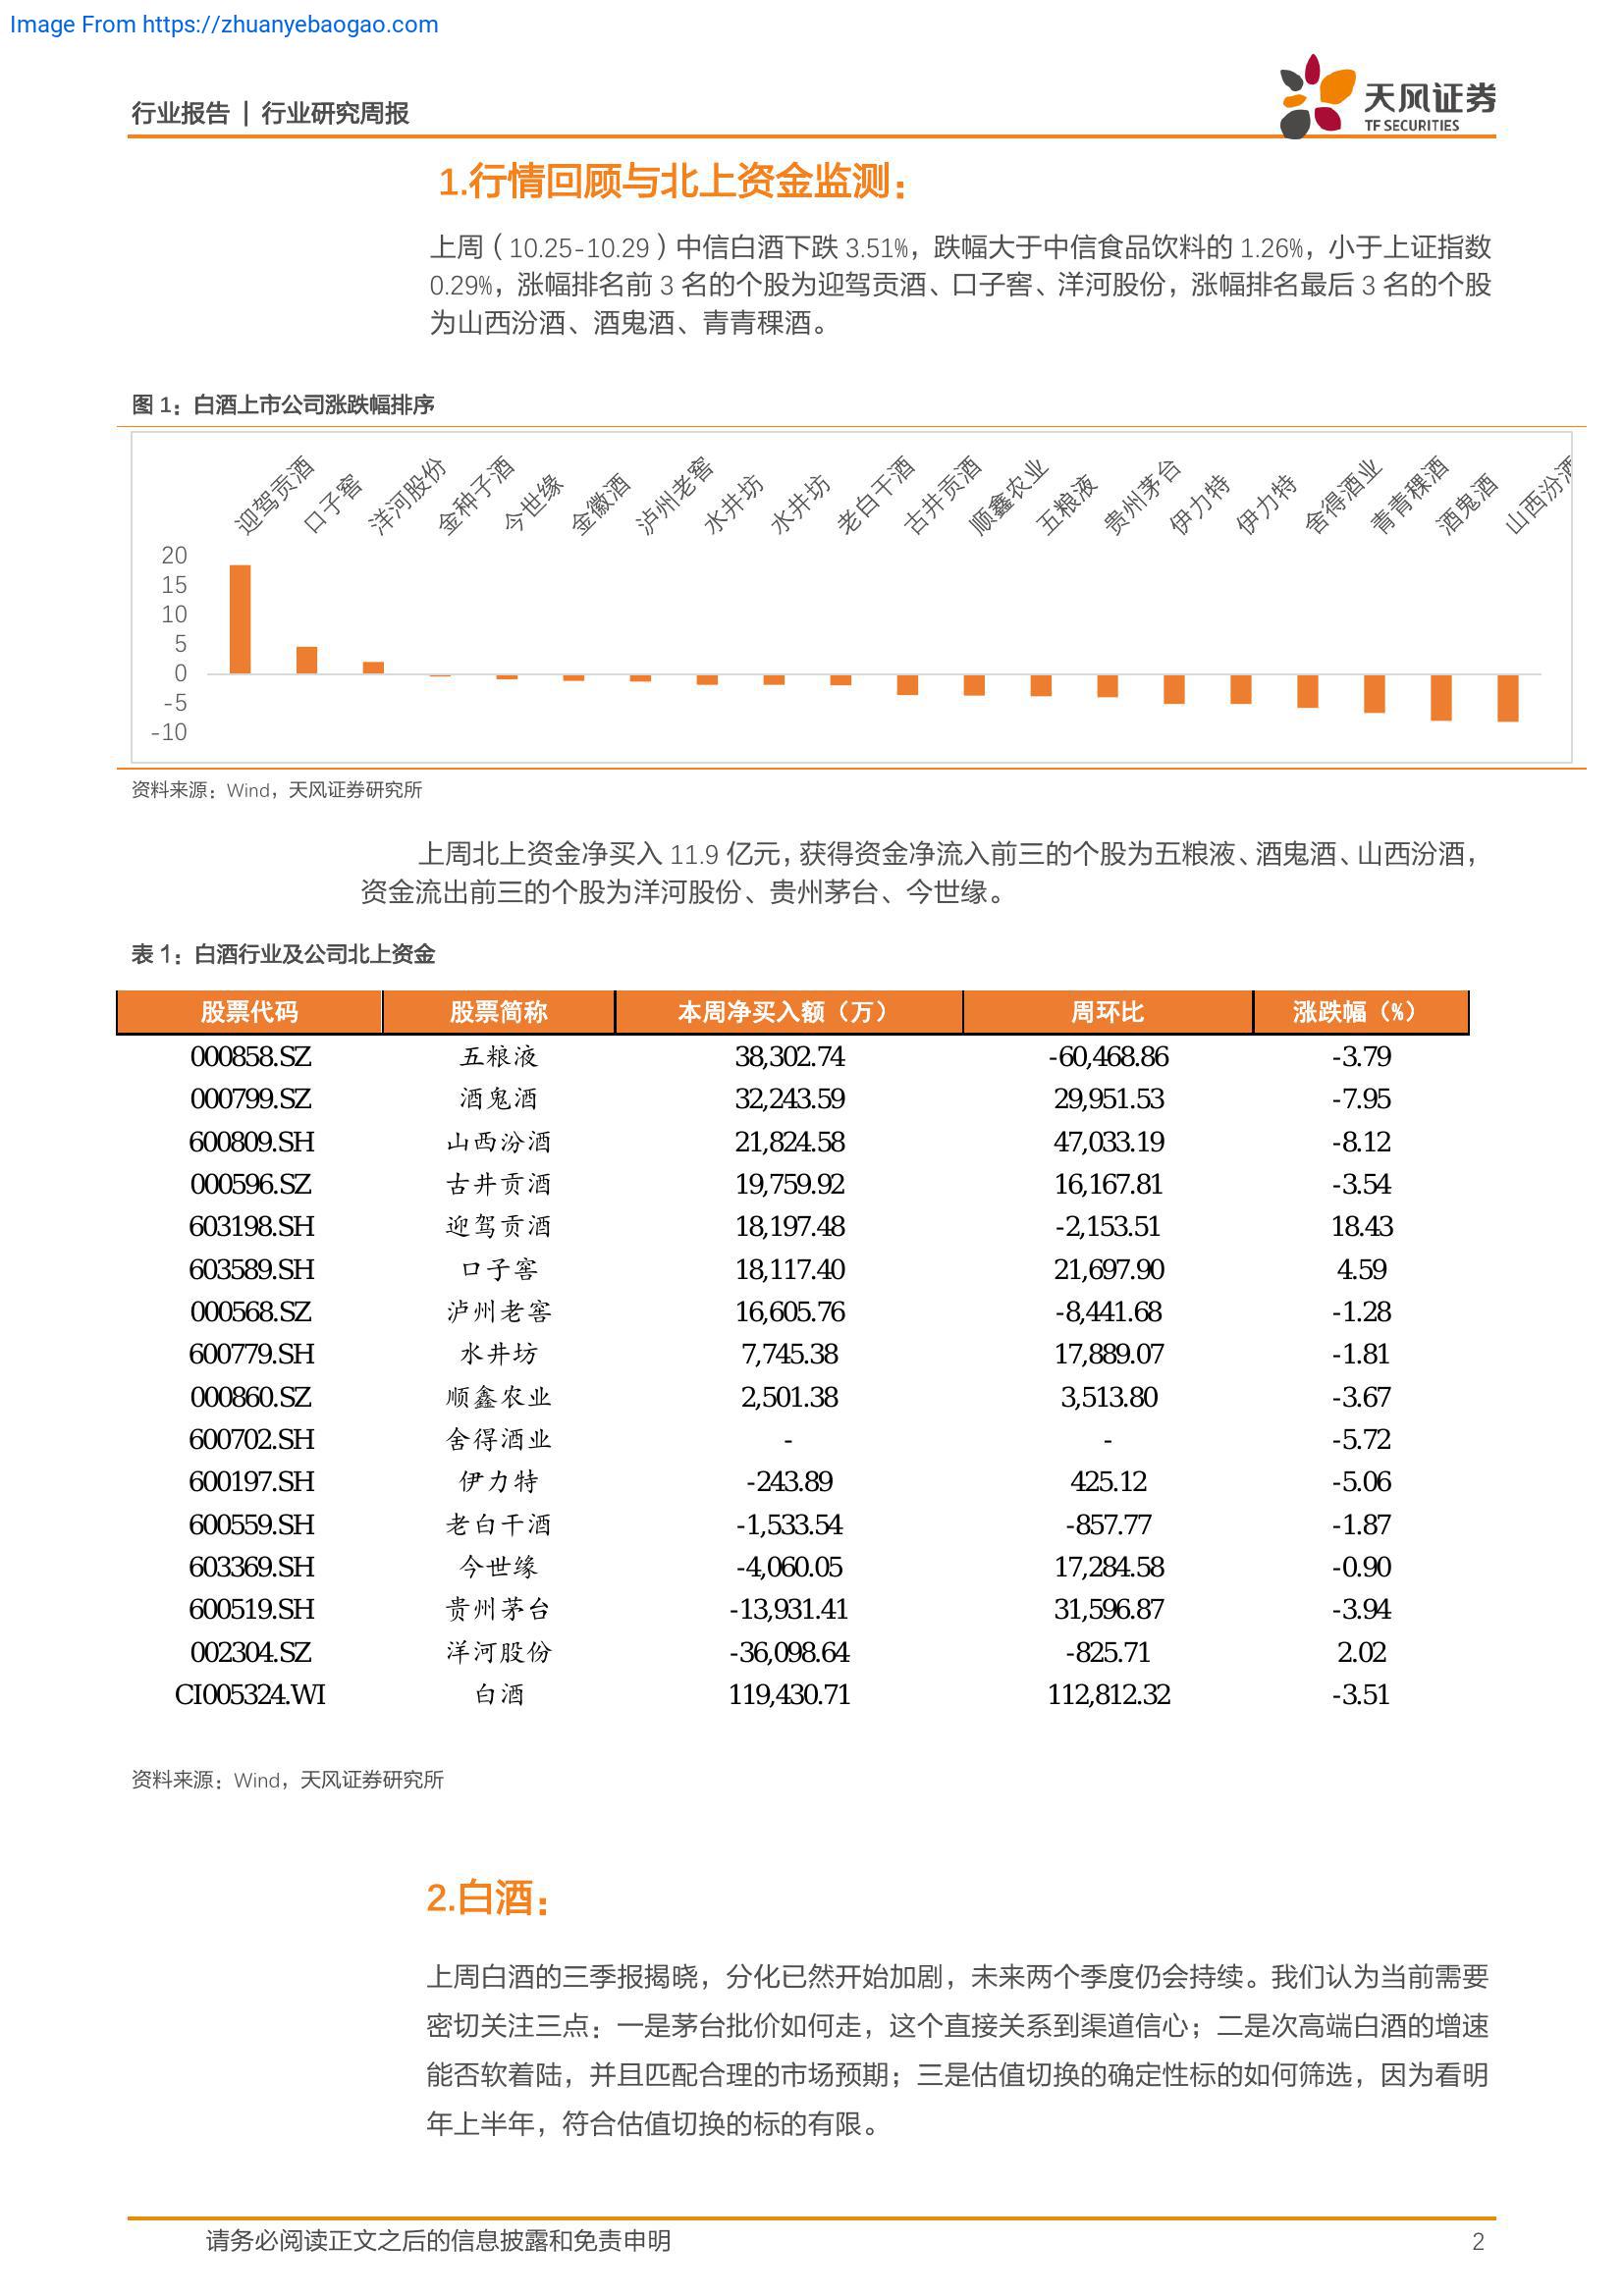 Image From https://zhuanyebaogao.com
行业报告 | 行业研究周报
天风证券
TF SECURITIES
1.行情回顾与北上资金监测：
上周（10.25-10.29）中信白酒下跌 3.51%，跌幅大于中信食品饮料的 1.26%，小于上证指数
0.29%，涨幅排名前 3 名的个股为迎驾贡酒、口子窖、洋河股份，涨幅排名最后 3 名的个股
为山西汾酒、酒鬼酒、青青稞酒。
图 1：白酒上市公司涨跌幅排序
迎驾贡酒 口子窖 洋河股份 金种子酒 今世缘 金徽酒 泸州老窖 水井坊 水井坊 老白干酒 古井贡酒 顺鑫农业 五粮液 贵州茅台 伊力特 伊力特 舍得酒业 青青稞酒 酒鬼酒 山西汾酒
20
15
10
5
0
-5
-10
资料来源：Wind，天风证券研究所
上周北上资金净买入 11.9 亿元，获得资金净流入前三的个股为五粮液、酒鬼酒、山西汾酒，
资金流出前三的个股为洋河股份、贵州茅台、今世缘。
表 1：白酒行业及公司北上资金
股票代码 股票简称 本周净买入额（万） 周环比 涨跌幅（%）
000858.SZ 五粮液 38,302.74 -60,468.86 -3.79
000799.SZ 酒鬼酒 32,243.59 29,951.53 -7.95
600809.SH 山西汾酒 21,824.58 47,033.19 -8.12
000596.SZ 古井贡酒 19,759.92 16,167.81 -3.54
603198.SH 迎驾贡酒 18,197.48 -2,153.51 18.43
603589.SH 口子窖 18,117.40 21,697.90 4.59
000568.SZ 泸州老窖 16,605.76 -8,441.68 -1.28
600779.SH 水井坊 7,745.38 17,889.07 -1.81
000860.SZ 顺鑫农业 2,501.38 3,513.80 -3.67
600702.SH 舍得酒业 - - -5.72
600197.SH 伊力特 -243.89 425.12 -5.06
600559.SH 老白干酒 -1,533.54 -857.77 -1.87
603369.SH 今世缘 -4,060.05 17,284.58 -0.90
600519.SH 贵州茅台 -13,931.41 31,596.87 -3.94
002304.SZ 洋河股份 -36,098.64 -825.71 2.02
CI005324.WI 白酒 119,430.71 112,812.32 -3.51
资料来源：Wind，天风证券研究所
2.白酒：
上周白酒的三季报揭晓，分化已然开始加剧，未来两个季度仍会持续。我们认为当前需要
密切关注三点：一是茅台批价如何走，这个直接关系到渠道信心；二是次高端白酒的增速
能否软着陆，并且匹配合理的市场预期；三是估值切换的确定性标的如何筛选，因为看明
年上半年，符合估值切换的标的有限。
请务必阅读正文之后的信息披露和免责申明 2